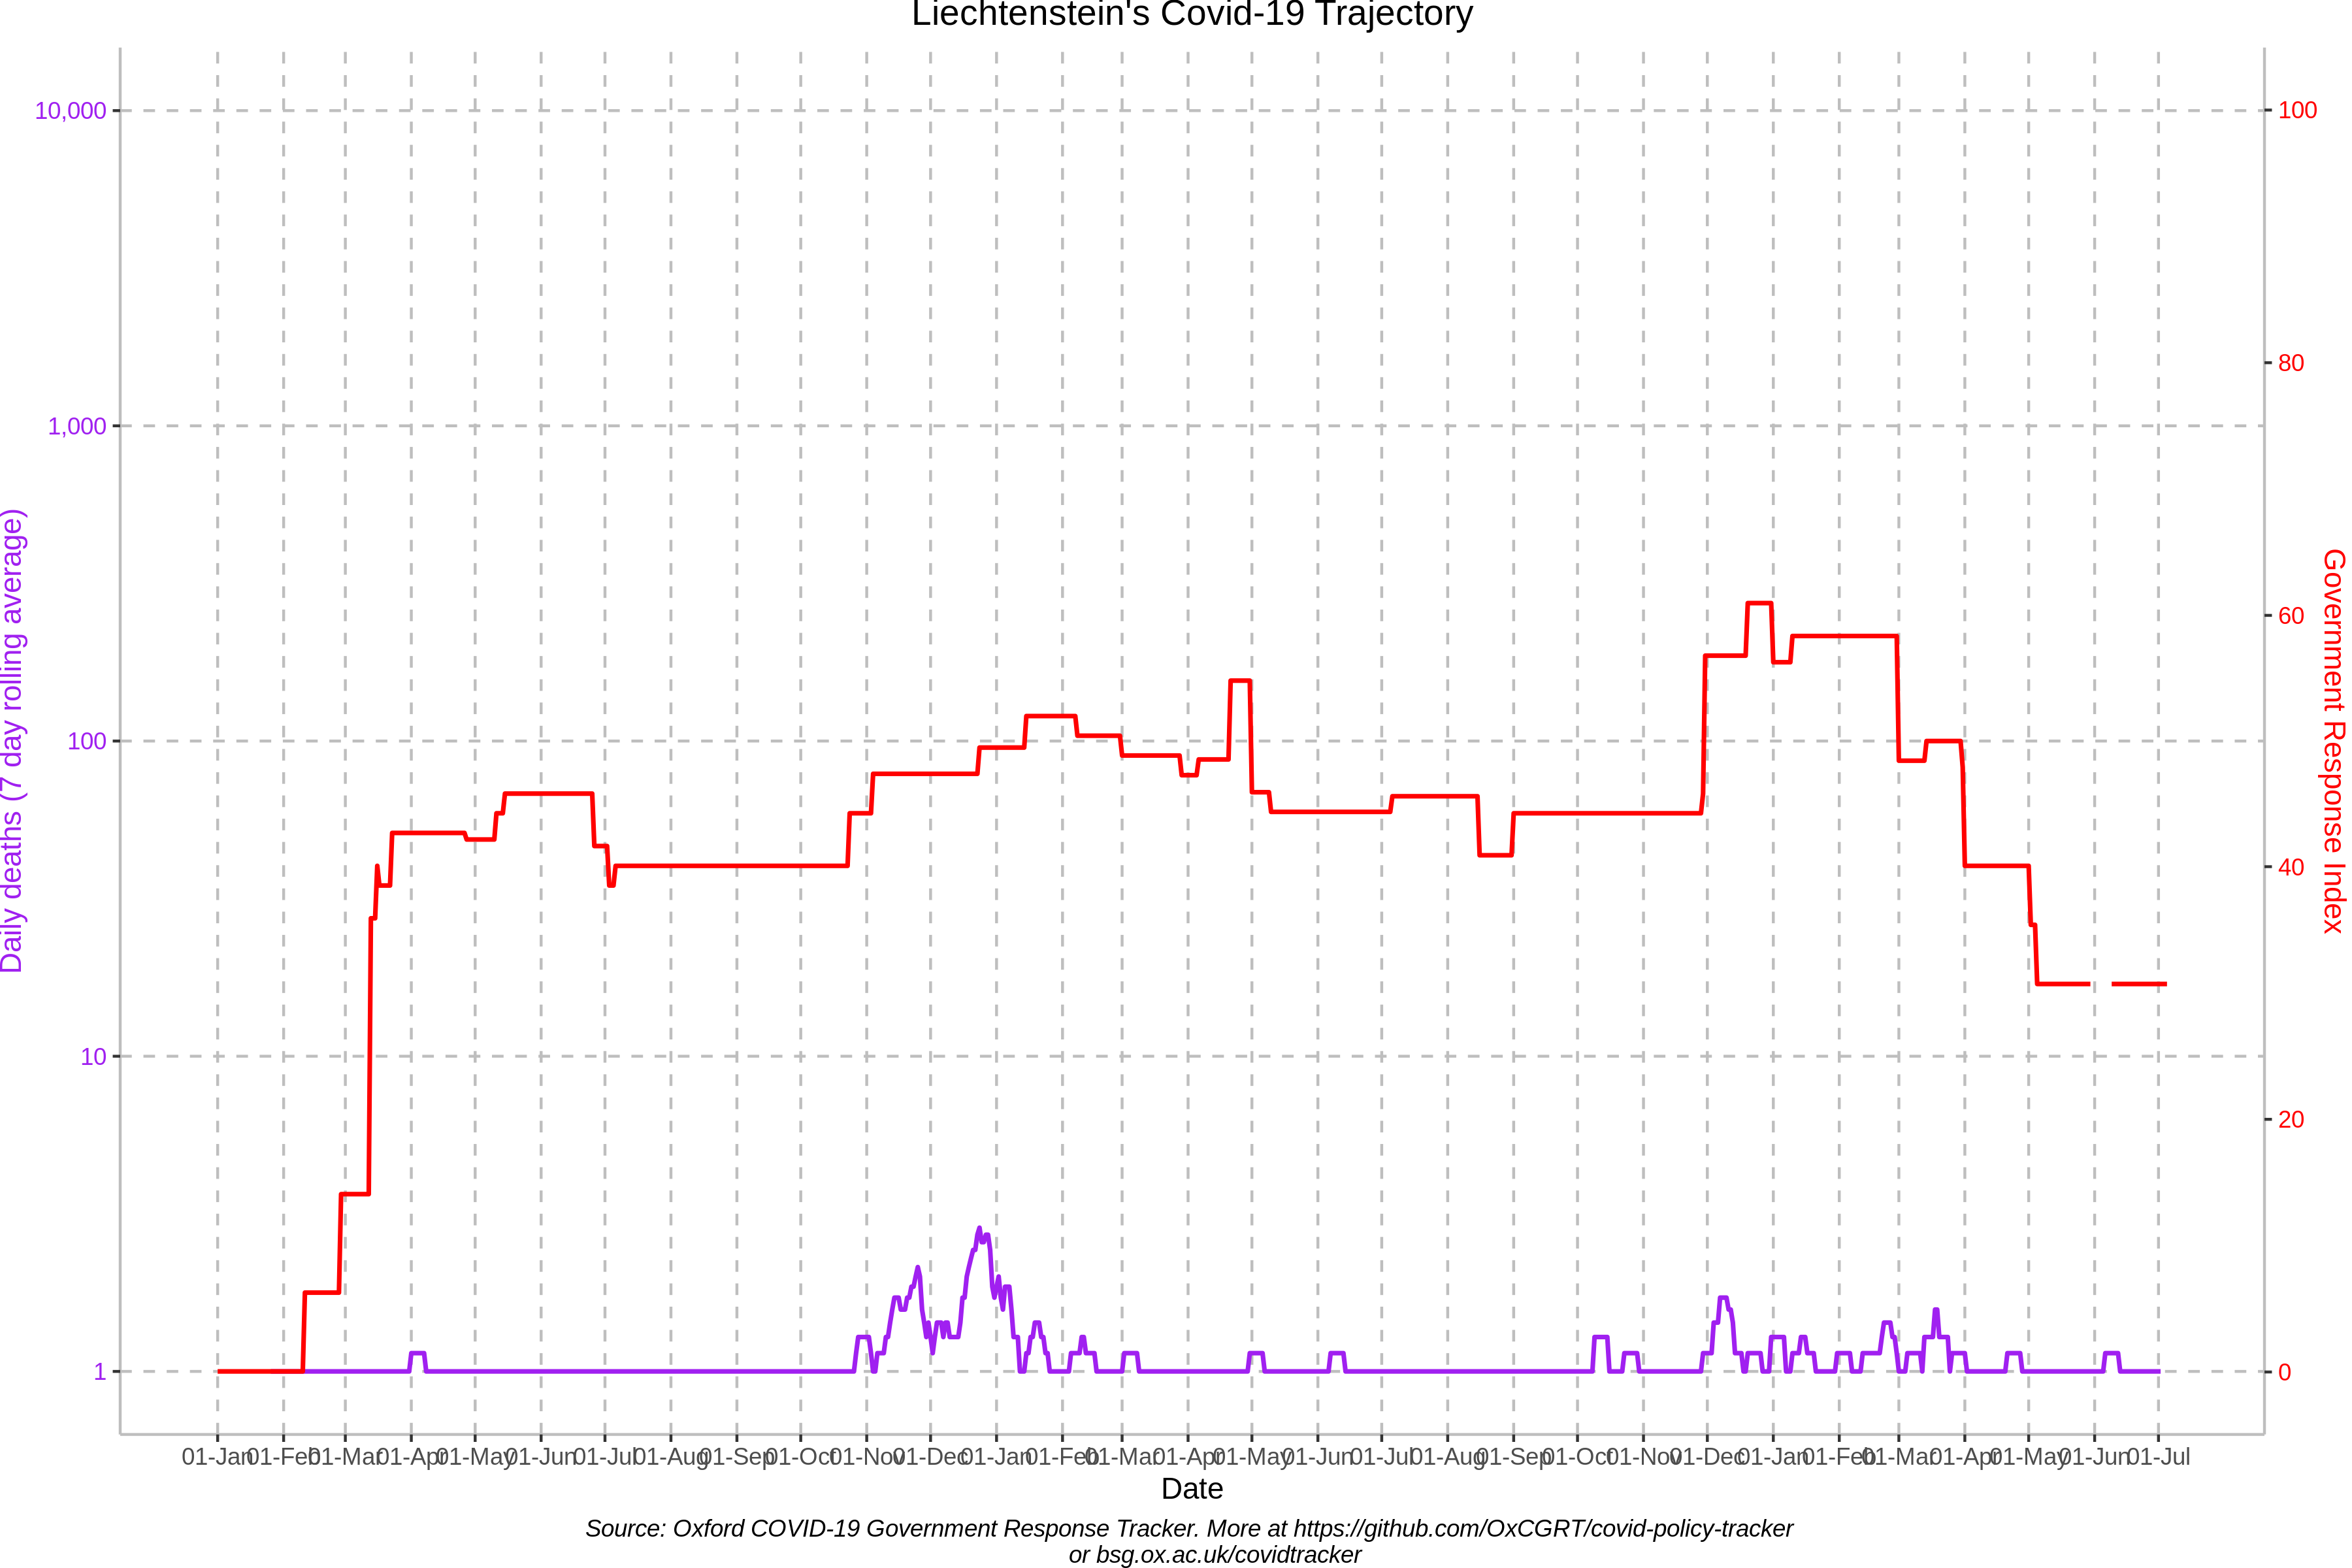 Liechtenstein's Covid-19 Trajectory
10,000
1,000
100
10
1
Daily deaths (7 day rolling average)
100
80
60
40
20
0
Government Response Index
01-Jan 01-Feb 01-Mar 01-Apr 01-May 01-Jun 01-Jul 01-Aug 01-Sep 01-Oct 01-Nov 01-Dec 01-Jan 01-Feb 01-Mar 01-Apr 01-May 01-Jun 01-Jul 01-Aug 01-Sep 01-Oct 01-Nov 01-Dec 01-Jan 01-Feb 01-Mar 01-Apr 01-May 01-Jun 01-Jul
Date
Source: Oxford COVID-19 Government Response Tracker. More at https://github.com/OxCGRT/covid-policy-tracker
or bsg.ox.ac.uk/covidtracker